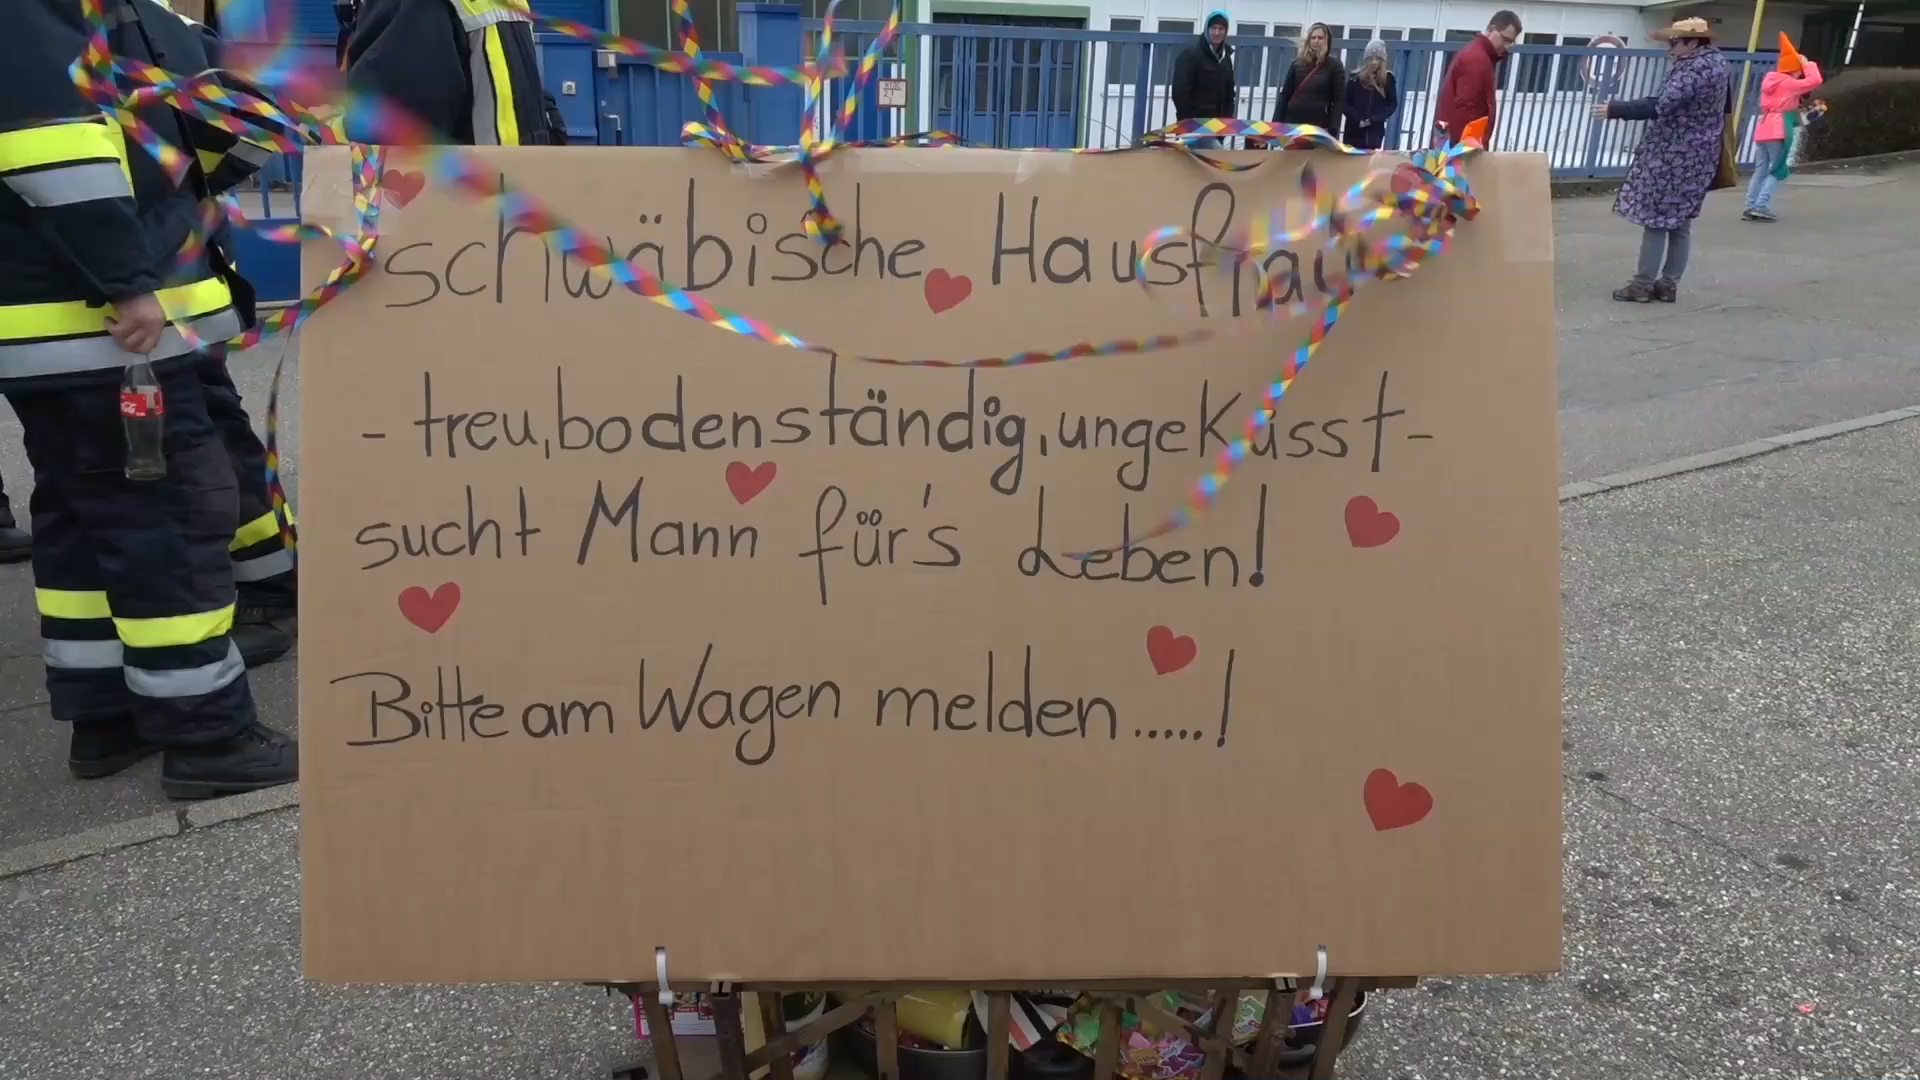 schwäbische Hausfrau
- treu, bodenständig, ungeküsst -
sucht Mann für's Leben!
Bitte am Wagen melden.....!